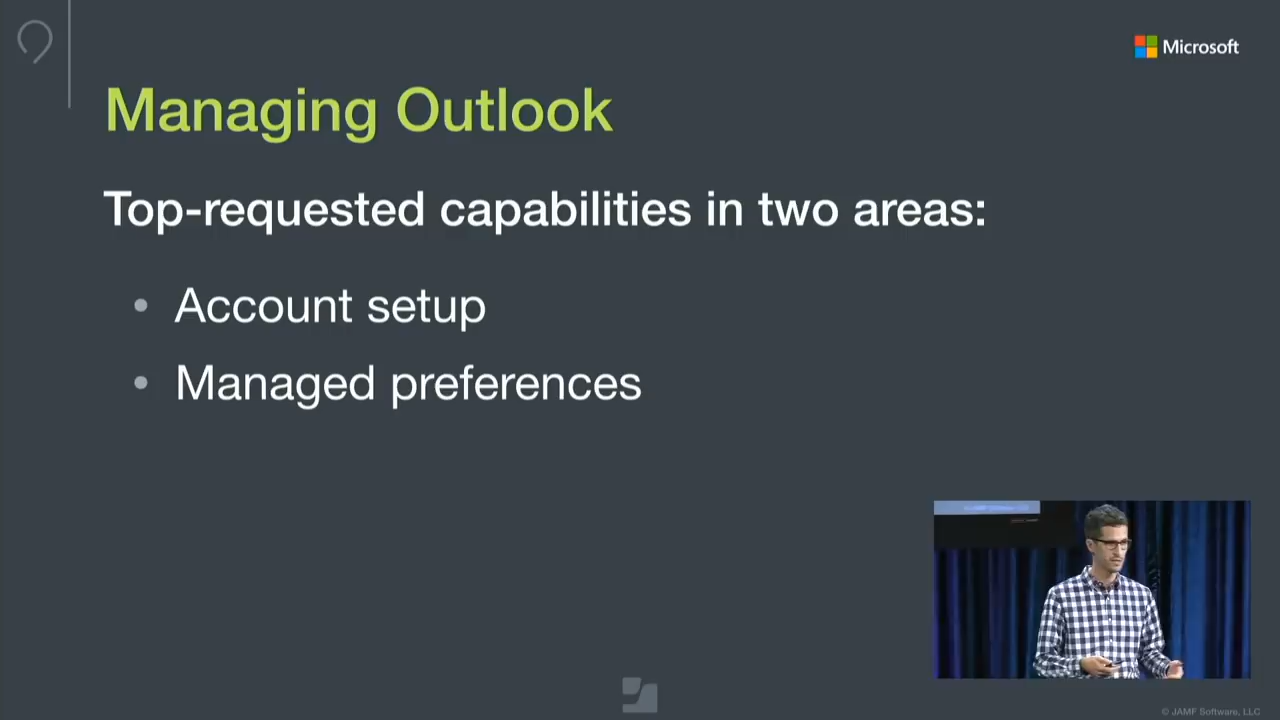 Microsoft
Managing Outlook
Top-requested capabilities in two areas:
• Account setup
• Managed preferences
© JAMF Software, LLC